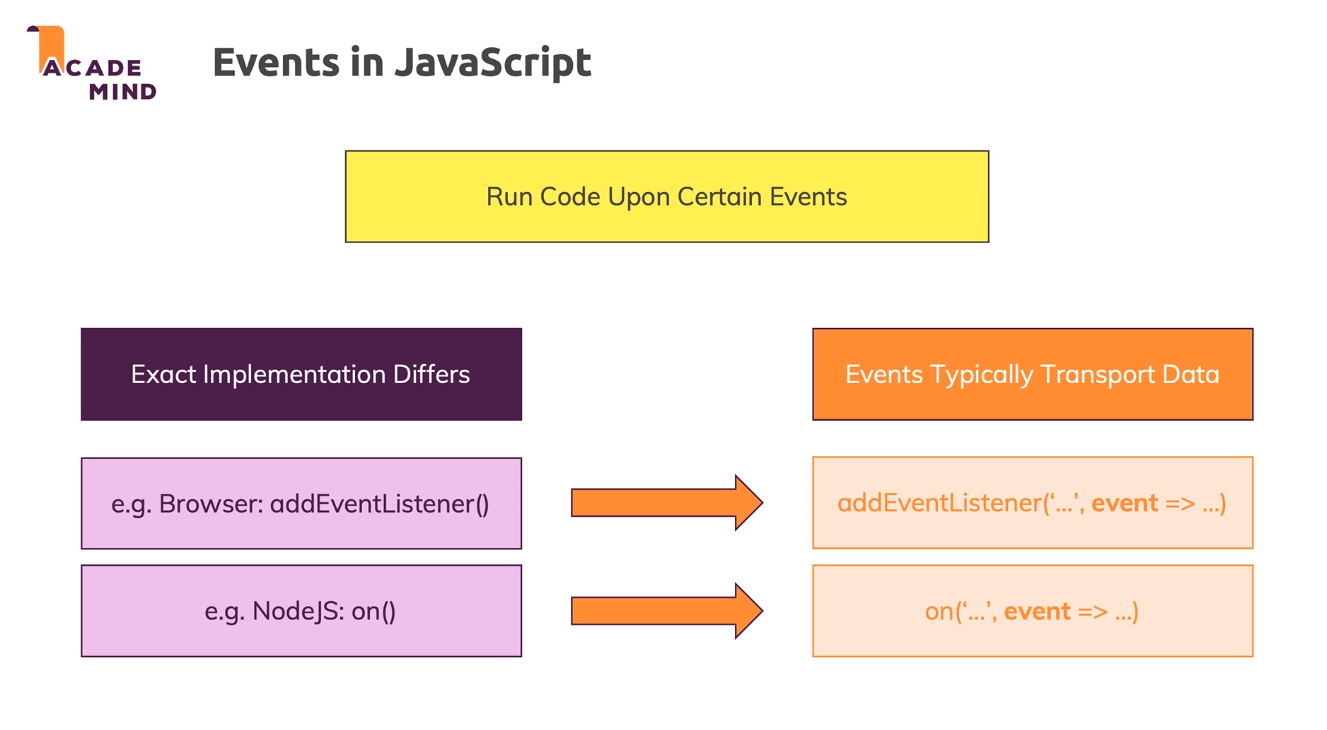 ACADE
MIND
Events in JavaScript
Run Code Upon Certain Events
Exact Implementation Differs
Events Typically Transport Data
e.g. Browser: addEventListener()
addEventListener(‘...’, event => ...)
e.g. NodeJS: on()
on(‘...’, event => ...)